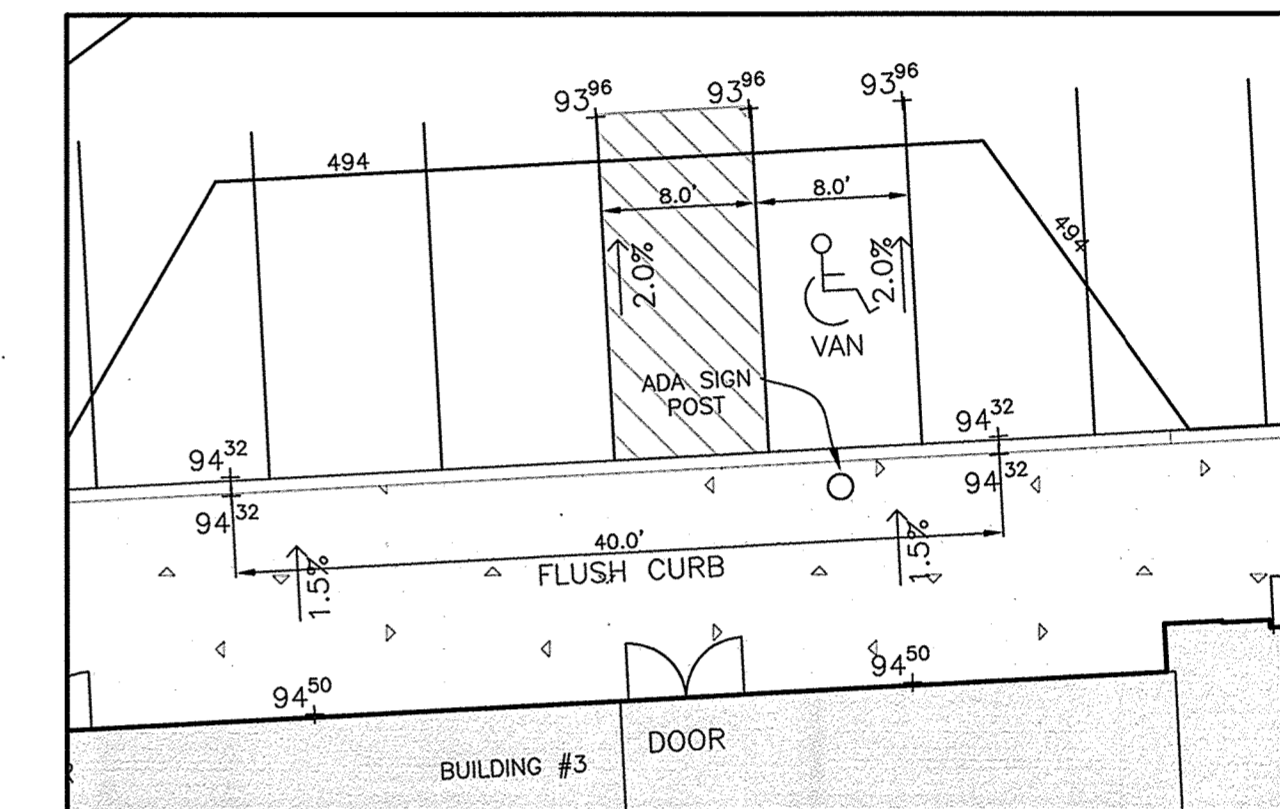 93⁹⁶ 93⁹⁶ 93⁹⁶
494
8.0' 8.0'
494
2.0% 2.0%
VAN
ADA SIGN
POST
94³² 94³²
94³² 94³²
40.0'
FLUSH CURB
1.5% 1.5%
94⁵⁰ 94⁵⁰
DOOR
BUILDING #3